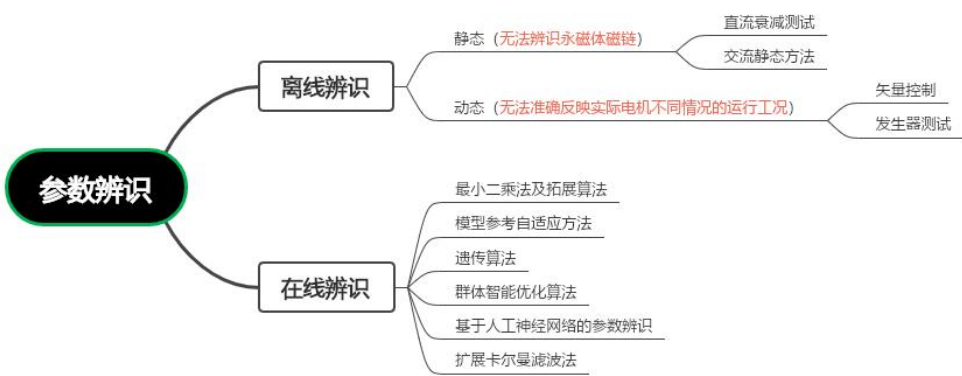 参数辨识
离线辨识
静态（无法辨识永磁体磁链）
直流衰减测试
交流静态方法
动态（无法准确反映实际电机不同情况的运行工况）
矢量控制
发生器测试
在线辨识
最小二乘法及拓展算法
模型参考自适应方法
遗传算法
群体智能优化算法
基于人工神经网络的参数辨识
扩展卡尔曼滤波法